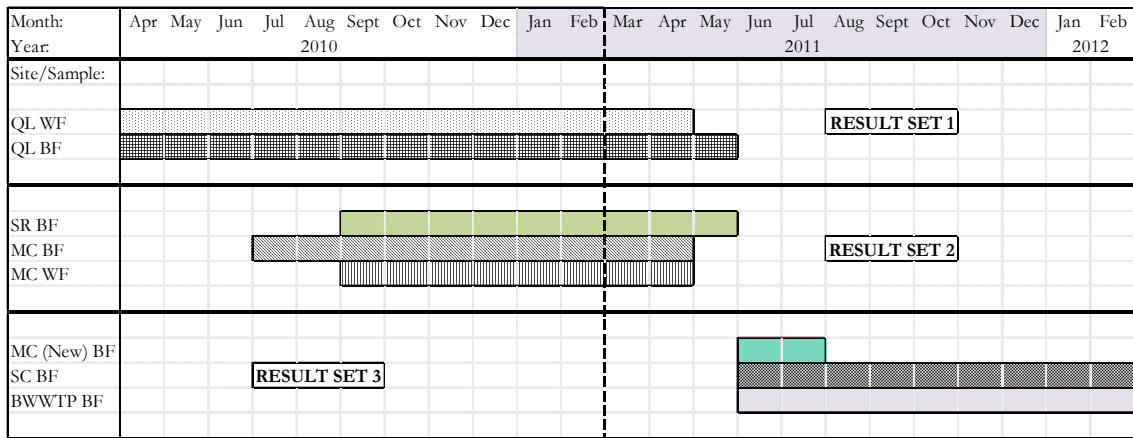 Month: Apr May Jun Jul Aug Sept Oct Nov Dec Jan Feb Mar Apr May Jun Jul Aug Sept Oct Nov Dec Jan Feb
Year: 2010 2011 2012
Site/Sample:
QL WF RESULT SET 1
QL BF
SR BF
MC BF RESULT SET 2
MC WF
MC (New) BF
SC BF RESULT SET 3
BWWTP BF